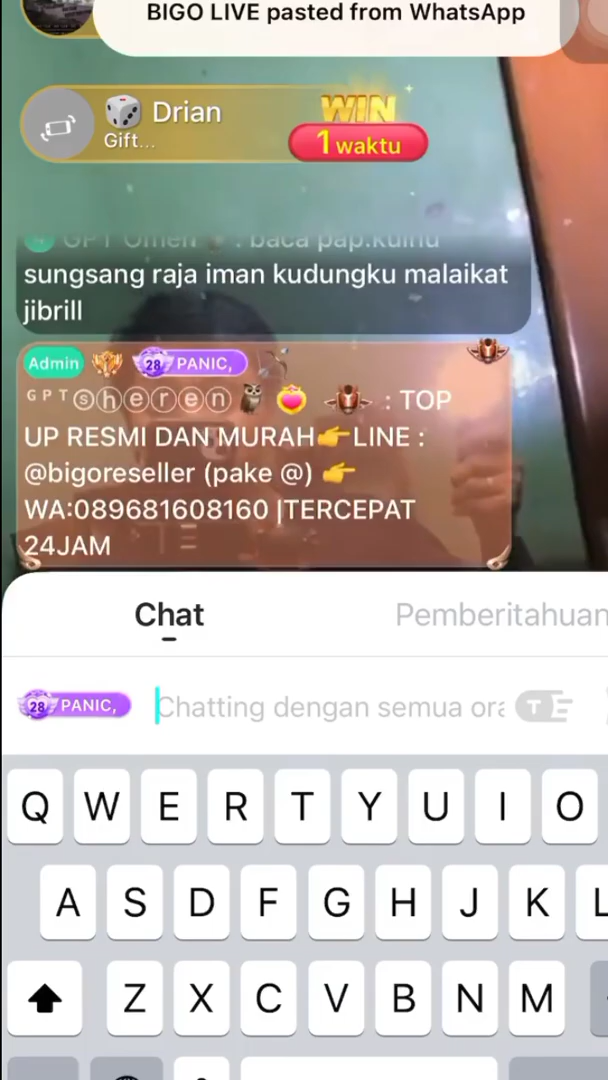 BIGO LIVE pasted from WhatsApp
Drian
Gift...
WIN
1 waktu
sungsang raja iman kudungku malaikat
jibrill
Admin 28 PANIC,
ᴳᴾᵀⓢⓗⓔⓡⓔⓝ : TOP
UP RESMI DAN MURAH👉LINE :
@bigoreseller (pake @) 👉
WA:089681608160 |TERCEPAT
24JAM
Chat
Pemberitahuan
28 PANIC,
Chatting dengan semua ora
T
Q W E R T Y U I O
A S D F G H J K L
Z X C V B N M